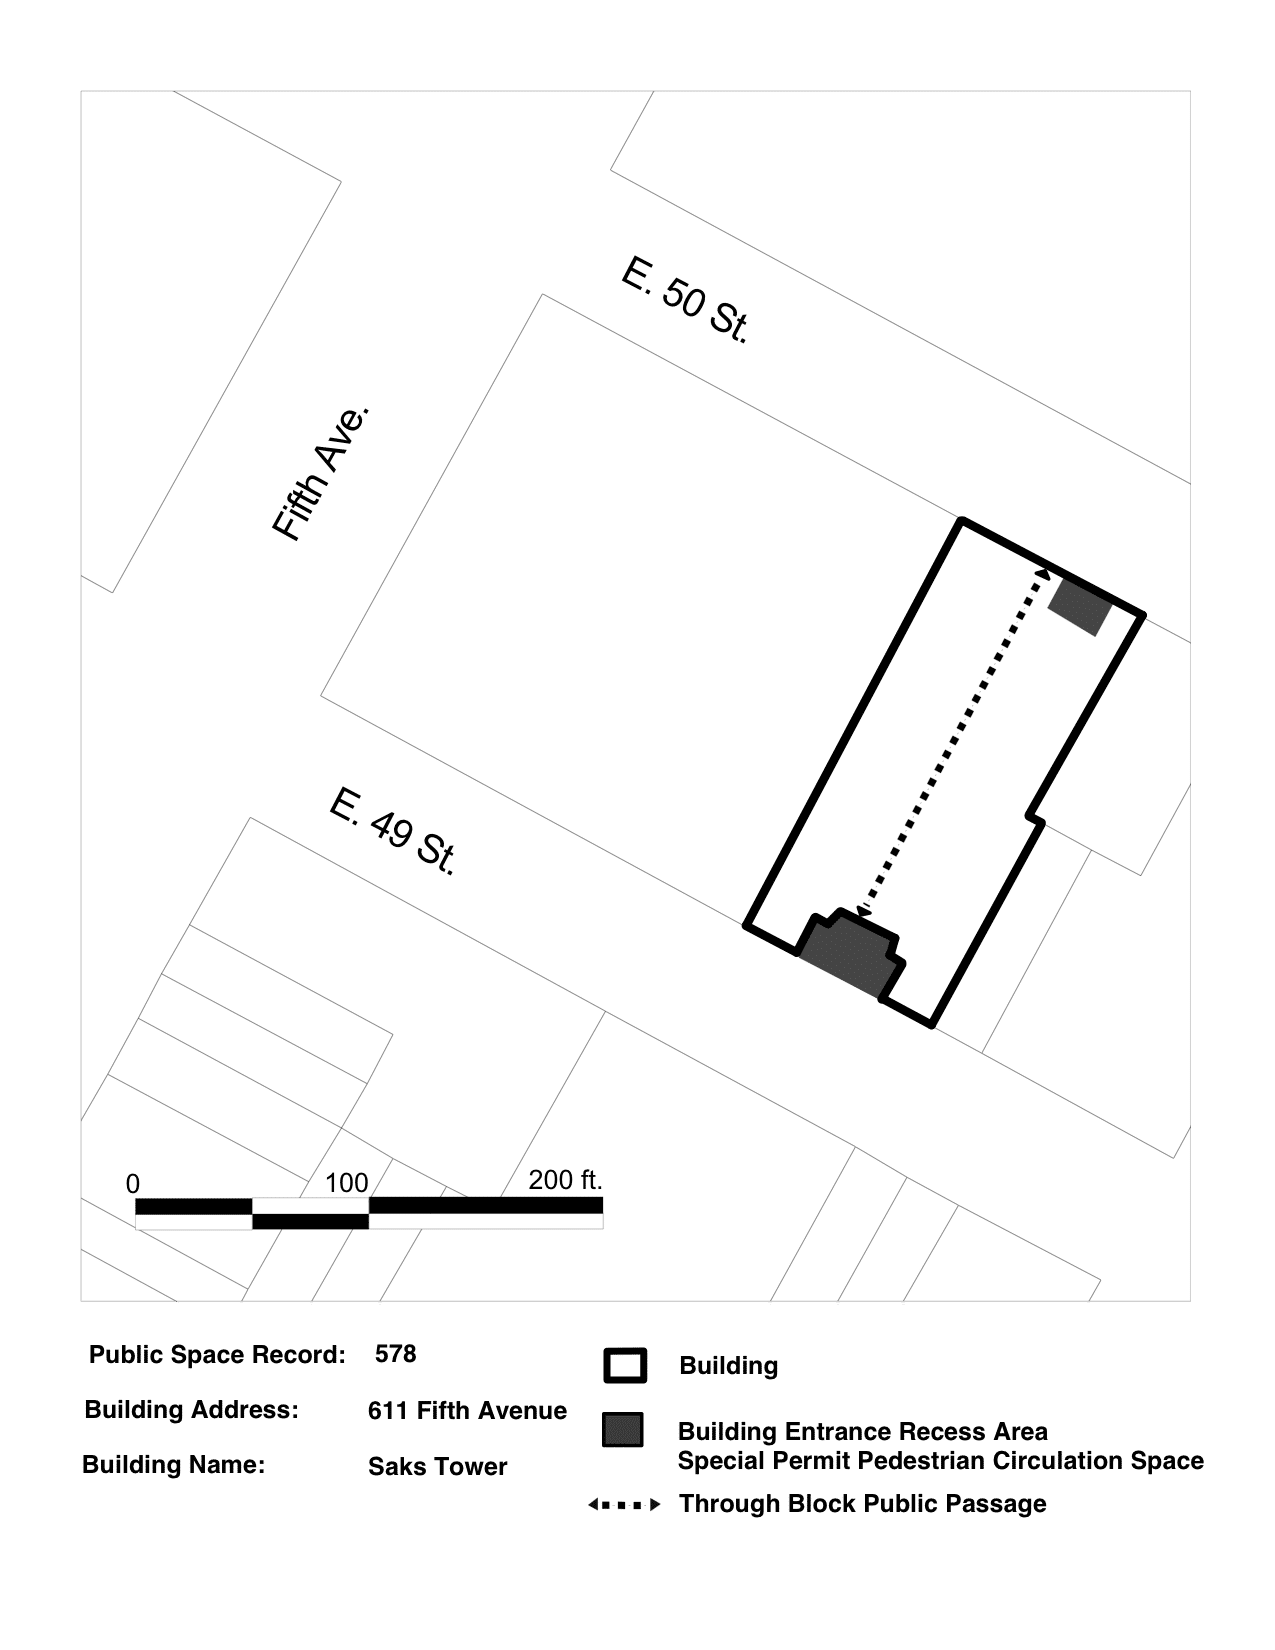 E. 50 St.
Fifth Ave.
E. 49 St.
0 100 200 ft.
Public Space Record: 578
Building Address: 611 Fifth Avenue
Building Name: Saks Tower
Building
Building Entrance Recess Area
Special Permit Pedestrian Circulation Space
Through Block Public Passage